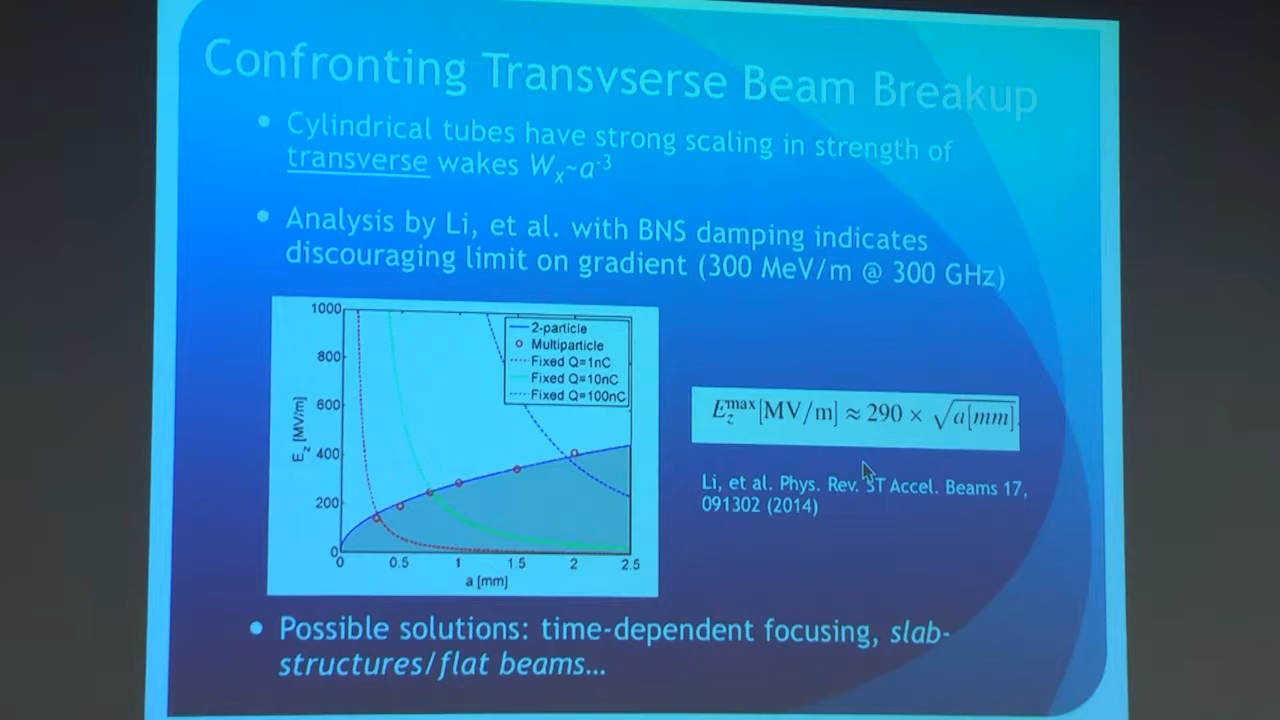 Confronting Transvserse Beam Breakup
• Cylindrical tubes have strong scaling in strength of
transverse wakes Wₓ~a⁻³
• Analysis by Li, et al. with BNS damping indicates
discouraging limit on gradient (300 MeV/m @ 300 GHz)
1000
800
600
400
200
0
E_z [MV/m]
2-particle
Multiparticle
Fixed Q=1nC
Fixed Q=10nC
Fixed Q=100nC
0 0.5 1 1.5 2 2.5
a [mm]
E_z^max[MV/m] ≈ 290 × √a[mm].
Li, et al. Phys. Rev. ST Accel. Beams 17,
091302 (2014)
• Possible solutions: time-dependent focusing, slab-
structures/flat beams…